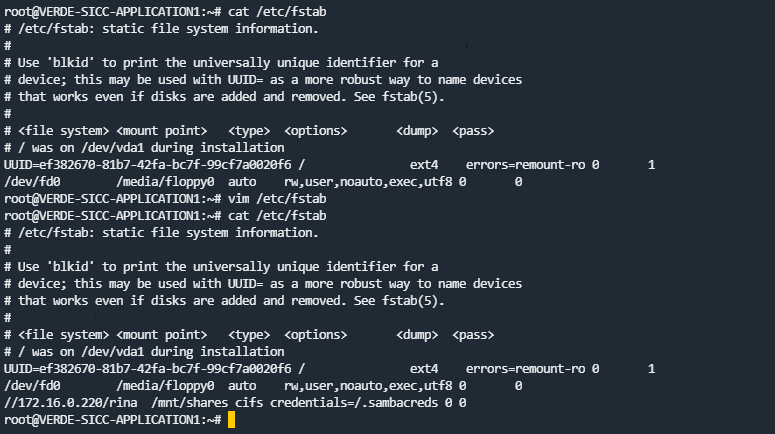 root@VERDE-SICC-APPLICATION1:~# cat /etc/fstab
# /etc/fstab: static file system information.
#
# Use 'blkid' to print the universally unique identifier for a
# device; this may be used with UUID= as a more robust way to name devices
# that works even if disks are added and removed. See fstab(5).
#
# <file system> <mount point>   <type>  <options>       <dump>  <pass>
# / was on /dev/vda1 during installation
UUID=ef382670-81b7-42fa-bc7f-99cf7a0020f6 /               ext4    errors=remount-ro 0       1
/dev/fd0        /media/floppy0  auto    rw,user,noauto,exec,utf8 0       0
root@VERDE-SICC-APPLICATION1:~# vim /etc/fstab
root@VERDE-SICC-APPLICATION1:~# cat /etc/fstab
# /etc/fstab: static file system information.
#
# Use 'blkid' to print the universally unique identifier for a
# device; this may be used with UUID= as a more robust way to name devices
# that works even if disks are added and removed. See fstab(5).
#
# <file system> <mount point>   <type>  <options>       <dump>  <pass>
# / was on /dev/vda1 during installation
UUID=ef382670-81b7-42fa-bc7f-99cf7a0020f6 /               ext4    errors=remount-ro 0       1
/dev/fd0        /media/floppy0  auto    rw,user,noauto,exec,utf8 0       0
//172.16.0.220/rina  /mnt/shares cifs credentials=/.sambacreds 0 0
root@VERDE-SICC-APPLICATION1:~#